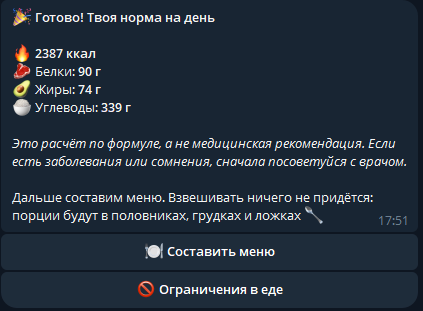 🎉 Готово! Твоя норма на день
🔥 2387 ккал
🥩 Белки: 90 г
🥑 Жиры: 74 г
🍚 Углеводы: 339 г
Это расчёт по формуле, а не медицинская рекомендация. Если
есть заболевания или сомнения, сначала посоветуйся с врачом.
Дальше составим меню. Взвешивать ничего не придётся:
порции будут в половниках, грудках и ложках 🥄
17:51
🍽️ Составить меню
🚫 Ограничения в еде